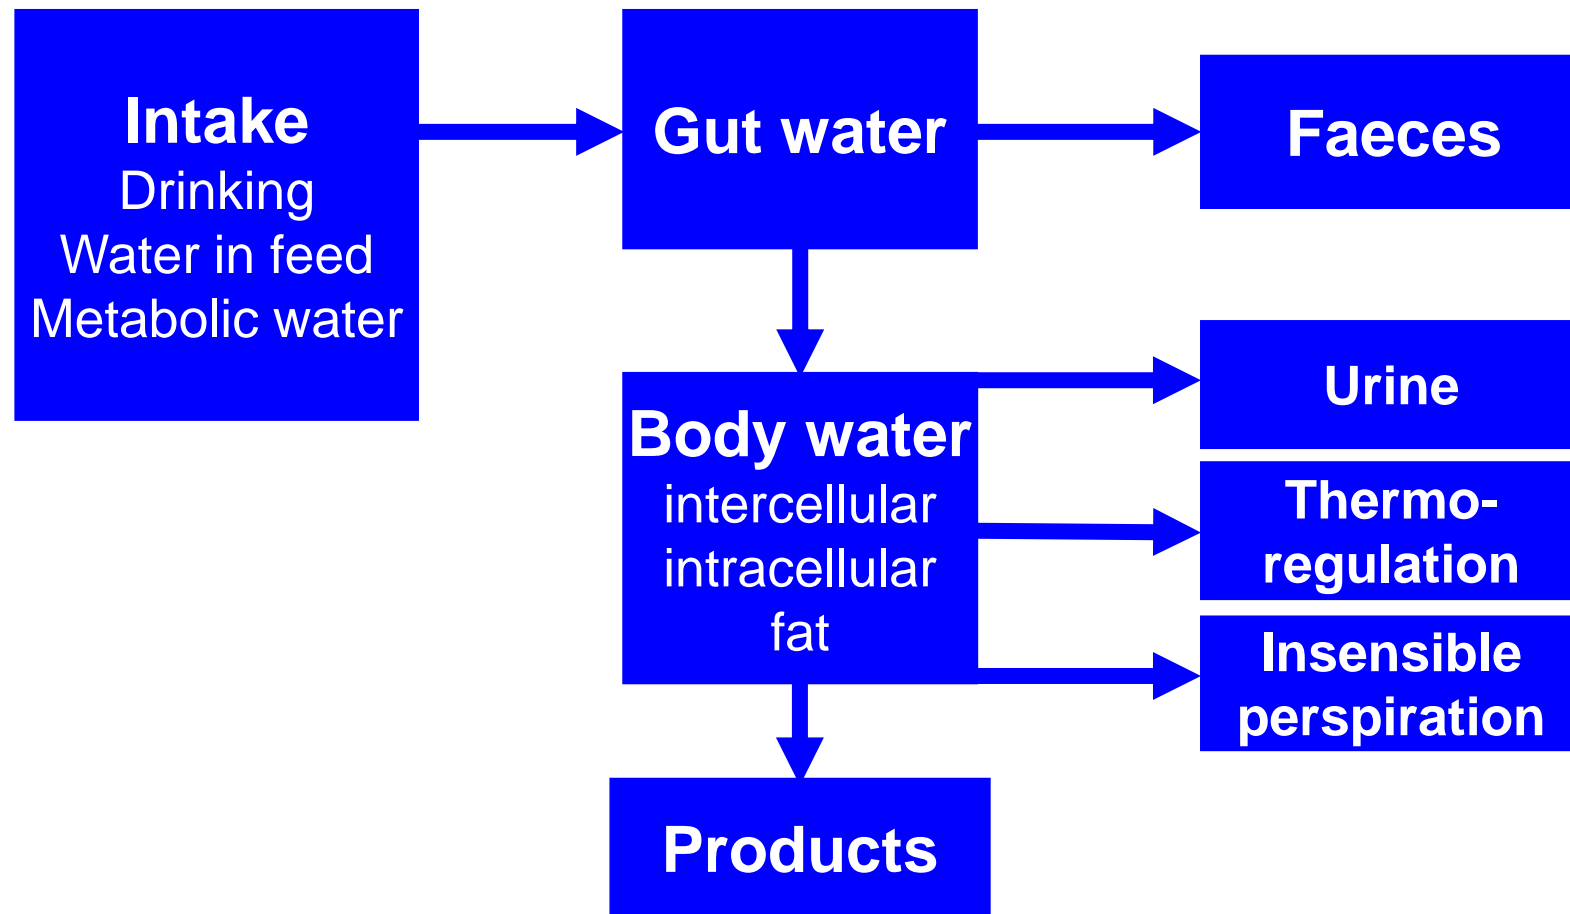 Intake
Drinking
Water in feed
Metabolic water
Gut water
Faeces
Body water
intercellular
intracellular
fat
Urine
Thermo-
regulation
Insensible
perspiration
Products